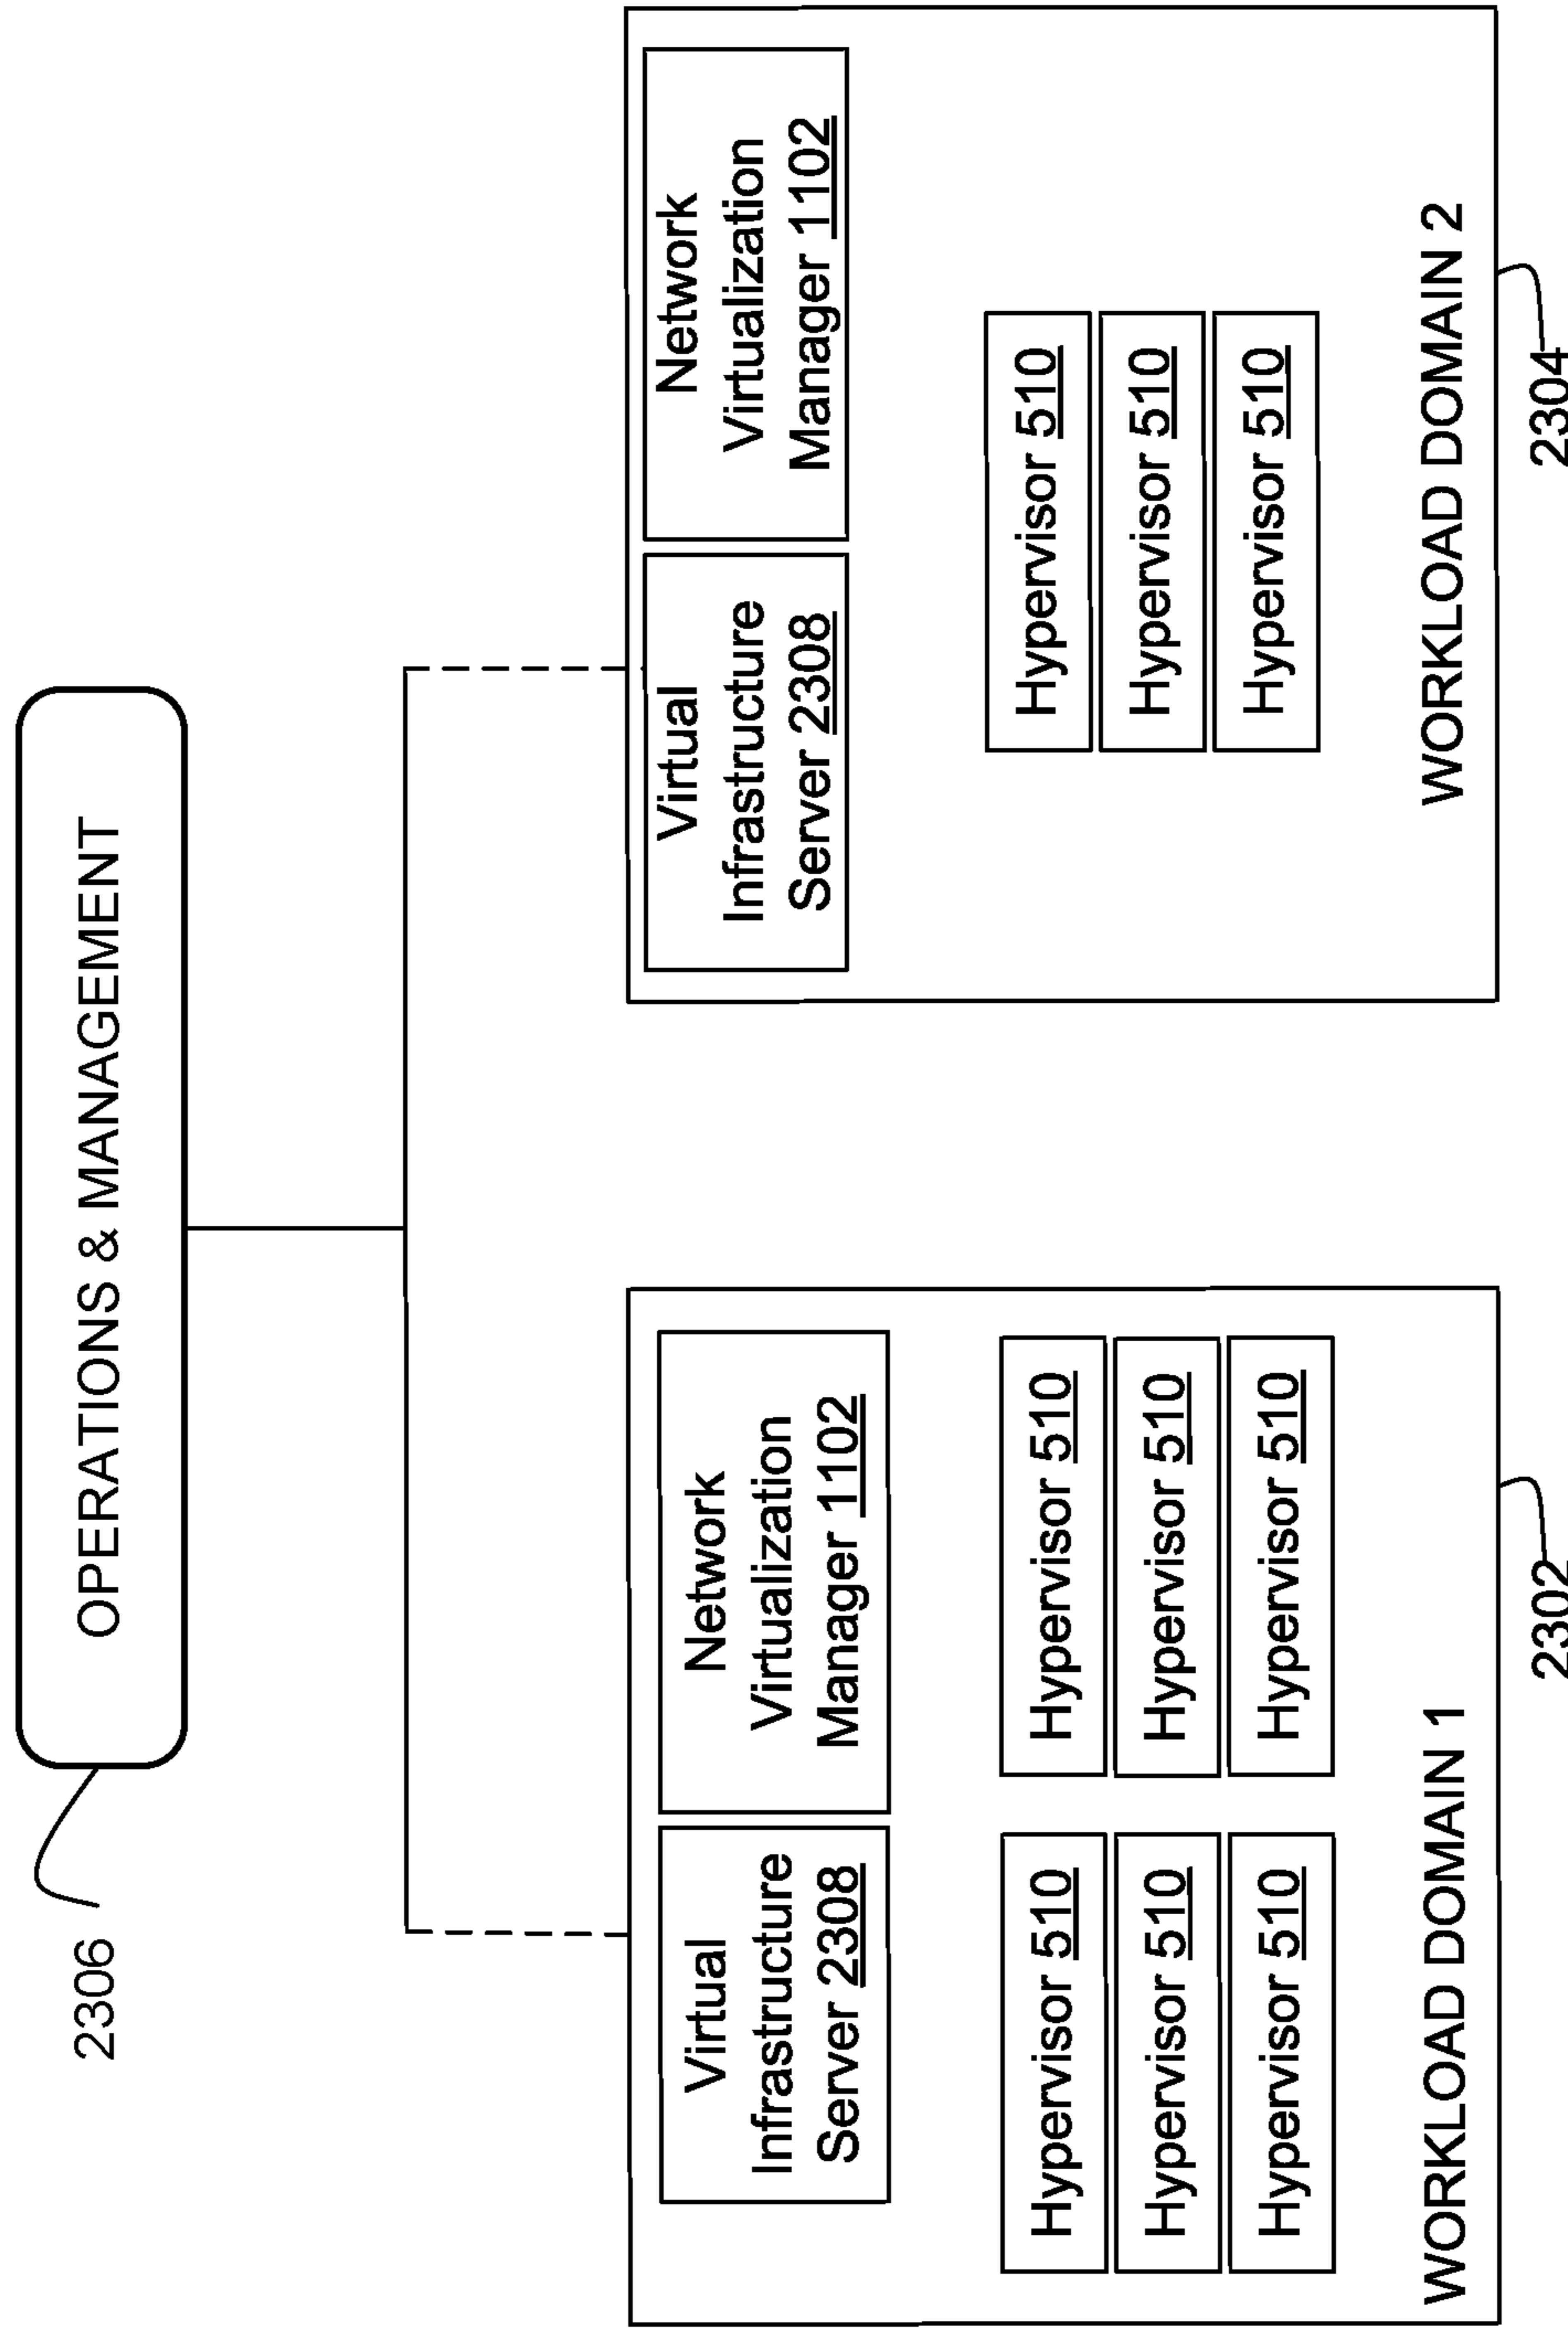 2306
OPERATIONS & MANAGEMENT
Virtual
Infrastructure
Server 2308
Network
Virtualization
Manager 1102
Hypervisor 510
Hypervisor 510
Hypervisor 510
Hypervisor 510
Hypervisor 510
Hypervisor 510
WORKLOAD DOMAIN 1
2302
Virtual
Infrastructure
Server 2308
Network
Virtualization
Manager 1102
Hypervisor 510
Hypervisor 510
Hypervisor 510
WORKLOAD DOMAIN 2
2304